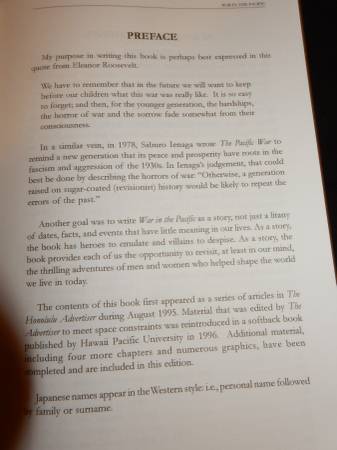 WAR IN THE PACIFIC
PREFACE
My purpose in writing this book is perhaps best expressed in this
quote from Eleanor Roosevelt.
We have to remember that in the future we will want to keep
before our children what this war was really like. It is so easy
to forget; and then, for the younger generation, the hardships,
the horror of war and the sorrow fade somewhat from their
consciousness.
In a similar vein, in 1978, Saburo Ienaga wrote The Pacific War to
remind a new generation that its peace and prosperity have roots in the
fascism and aggression of the 1930s. In Ienaga's judgement, that could
best be done by describing the horrors of war. "Otherwise, a generation
raised on sugar-coated (revisionist) history would be likely to repeat the
errors of the past."
Another goal was to write War in the Pacific as a story, not just a litany
of dates, facts, and events that have little meaning in our lives. As a story,
the book has heroes to emulate and villains to despise. As a story, the
book provides each of us the opportunity to revisit, at least in our mind,
the thrilling adventures of men and women who helped shape the world
we live in today.
The contents of this book first appeared as a series of articles in The
Honolulu Advertiser during August 1995. Material that was edited by The
Advertiser to meet space constraints was reintroduced in a softback book
published by Hawaii Pacific University in 1996. Additional material,
including four more chapters and numerous graphics, have been
completed and are included in this edition.
Japanese names appear in the Western style: i.e., personal name followed
by family or surname.